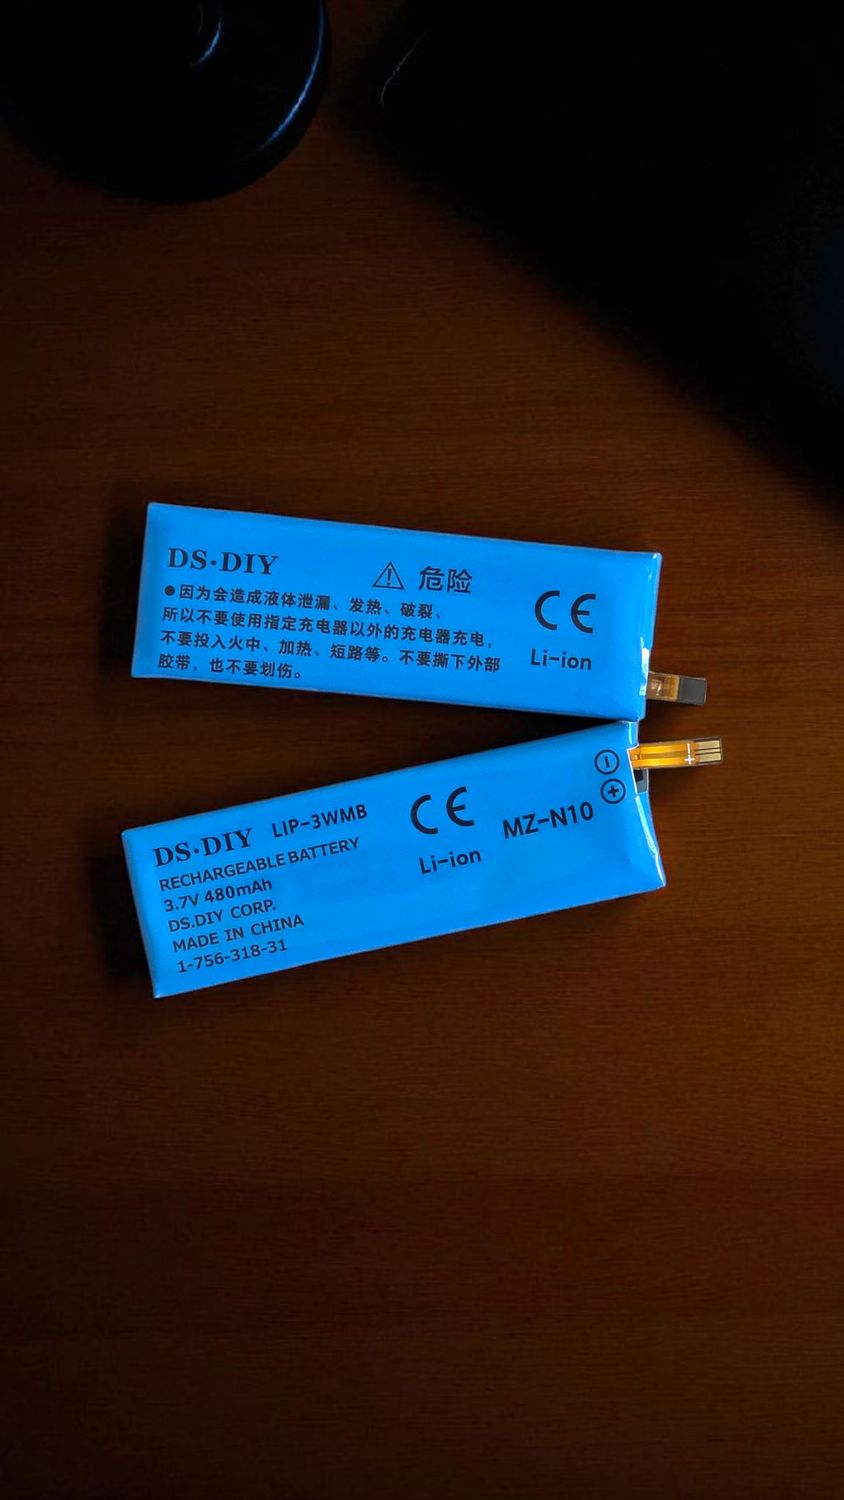 DS·DIY
⚠ 危险
●因为会造成液体泄漏、发热、破裂、
所以不要使用指定充电器以外的充电器充电，
不要投入火中、加热、短路等。不要撕下外部
胶带，也不要划伤。
CE
Li-ion
DS·DIY LIP-3WMB
RECHARGEABLE BATTERY
3.7V 480mAh
DS.DIY CORP.
MADE IN CHINA
1-756-318-31
CE
Li-ion
MZ-N10
⊖
⊕